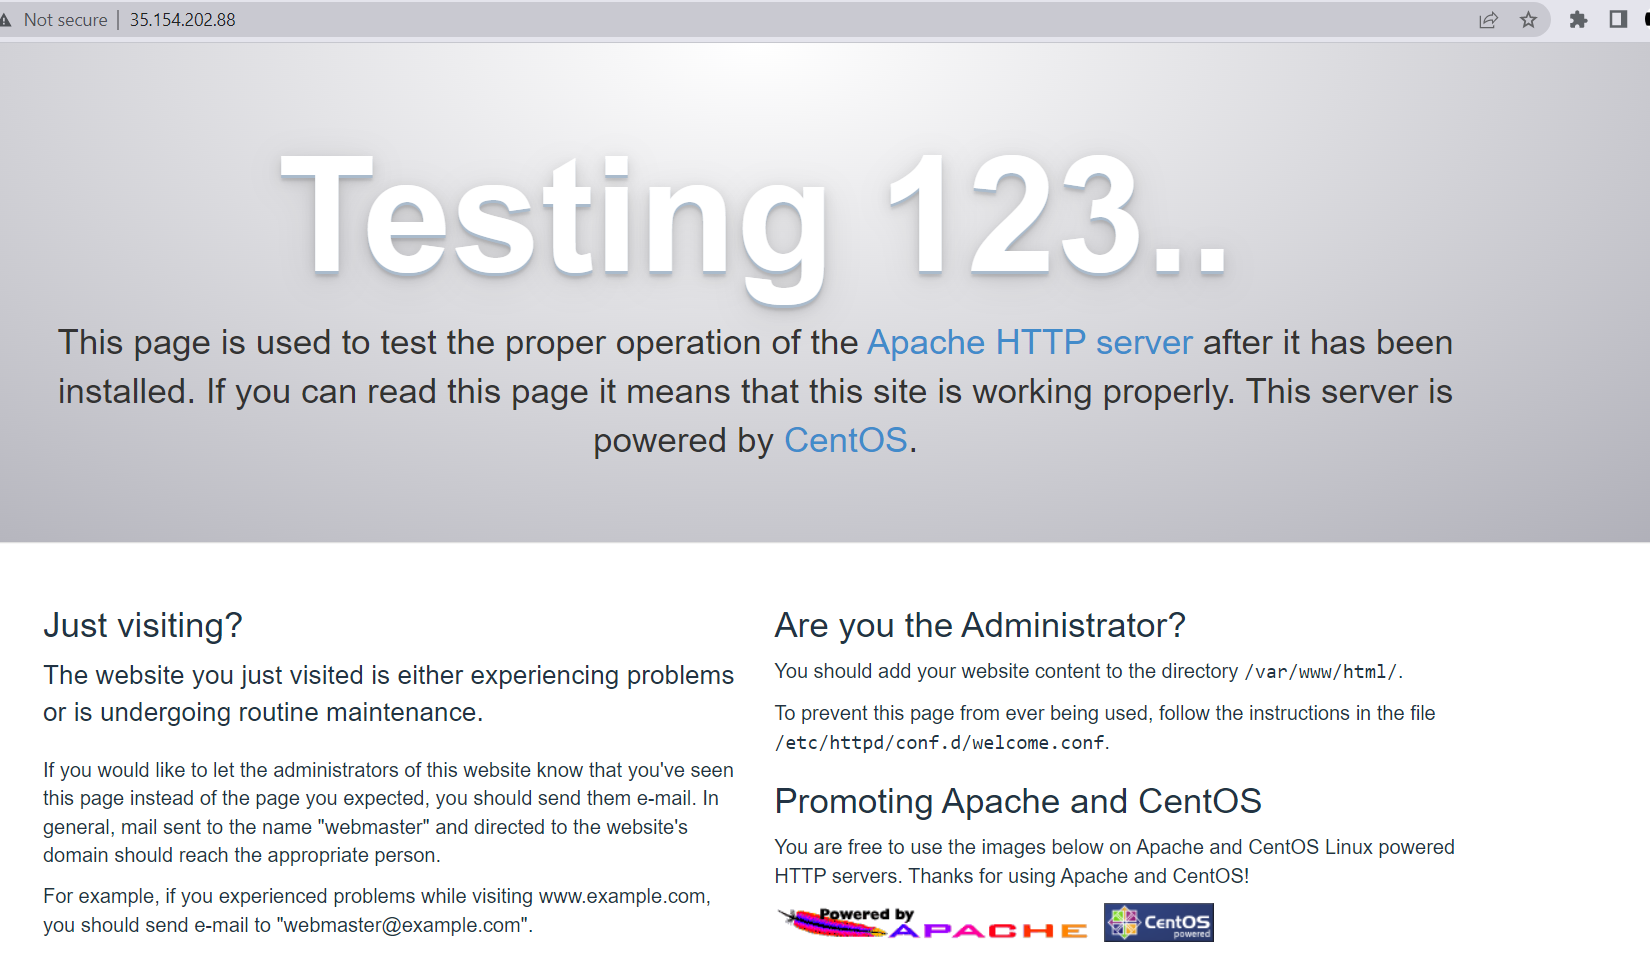 Not secure | 35.154.202.88
Testing 123..
This page is used to test the proper operation of the Apache HTTP server after it has been
installed. If you can read this page it means that this site is working properly. This server is
powered by CentOS.
Just visiting?
The website you just visited is either experiencing problems
or is undergoing routine maintenance.
If you would like to let the administrators of this website know that you've seen
this page instead of the page you expected, you should send them e-mail. In
general, mail sent to the name "webmaster" and directed to the website's
domain should reach the appropriate person.
For example, if you experienced problems while visiting www.example.com,
you should send e-mail to "webmaster@example.com".
Are you the Administrator?
You should add your website content to the directory /var/www/html/.
To prevent this page from ever being used, follow the instructions in the file
/etc/httpd/conf.d/welcome.conf.
Promoting Apache and CentOS
You are free to use the images below on Apache and CentOS Linux powered
HTTP servers. Thanks for using Apache and CentOS!
Powered by
APACHE
CentOS
powered